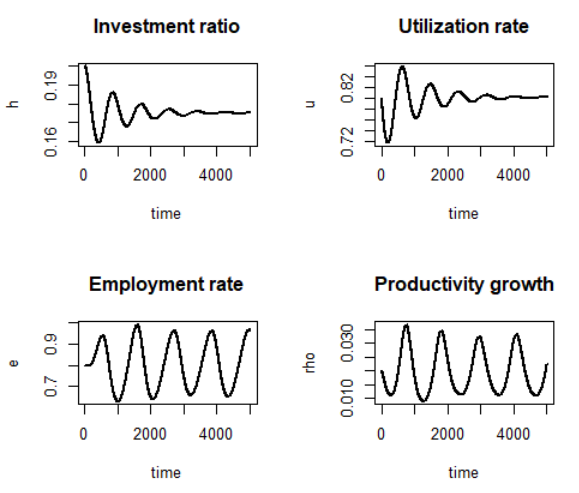 Investment ratio
h
0.16 0.19
0 2000 4000
time
Utilization rate
u
0.72 0.82
0 2000 4000
time
Employment rate
e
0.7 0.9
0 2000 4000
time
Productivity growth
rho
0.010 0.030
0 2000 4000
time